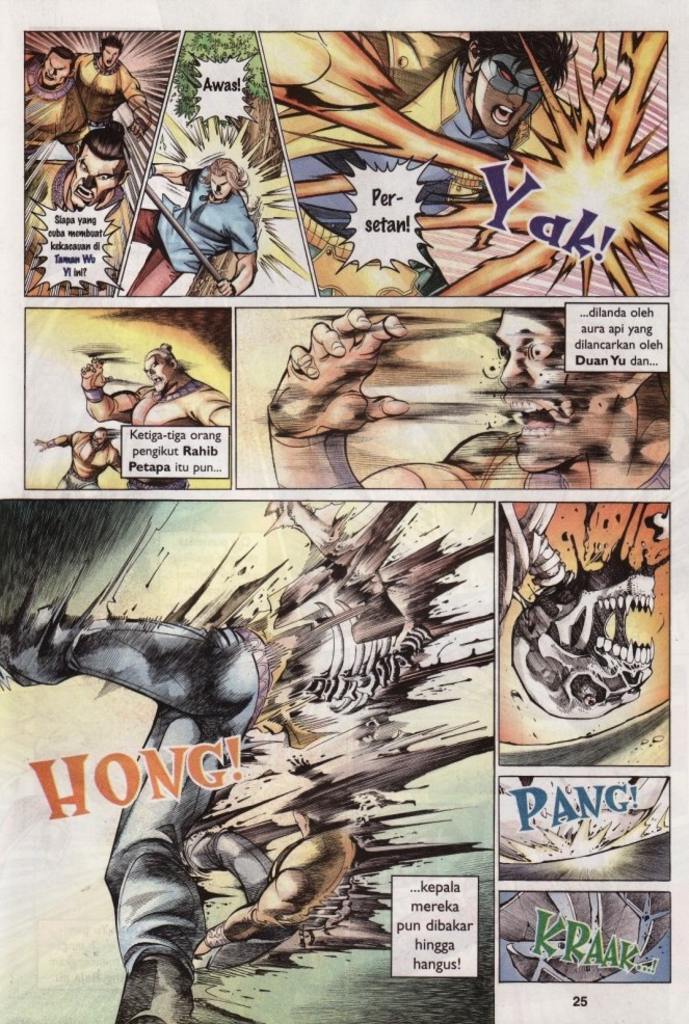 Siapa yang
cuba membuat
kekacauan di
Taman Wu
Yi ini?
Awas!
Per-
setan!
Yak!
Ketiga-tiga orang
pengikut Rahib
Petapa itu pun...
...dilanda oleh
aura api yang
dilancarkan oleh
Duan Yu dan...
HONG!
...kepala
mereka
pun dibakar
hingga
hangus!
PANG!
KRAAK...!
25